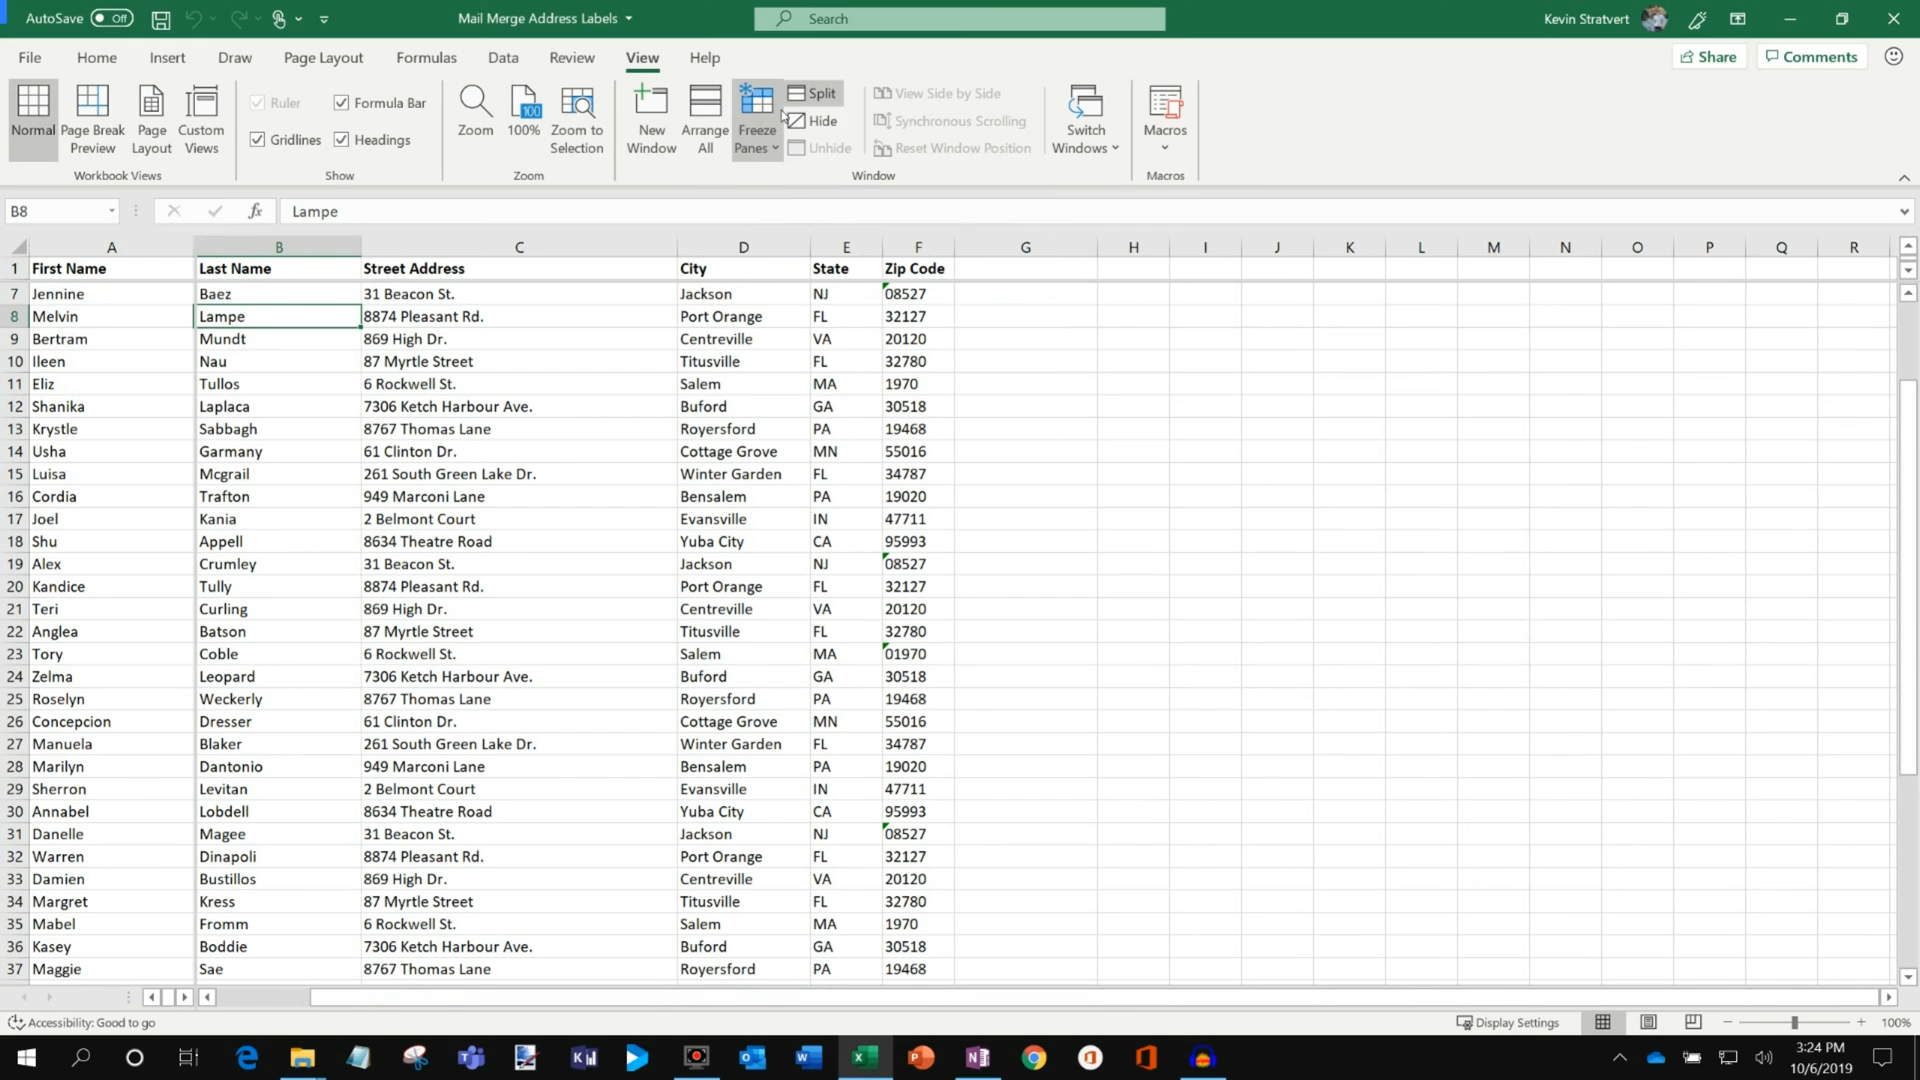 AutoSave Off Mail Merge Address Labels Search Kevin Stratvert
File Home Insert Draw Page Layout Formulas Data Review View Help Share Comments
Normal
Page Break Preview
Page Layout
Custom Views
Workbook Views
Ruler Formula Bar
Gridlines Headings
Show
Zoom
100 100%
Zoom to Selection
Zoom
New Window
Arrange All
Freeze Panes
Split
Hide
Unhide
View Side by Side
Synchronous Scrolling
Reset Window Position
Window
Switch Windows
Macros
Macros
B8 fx Lampe
A B C D E F G H I J K L M N O P Q R
1 First Name Last Name Street Address City State Zip Code
7 Jennine Baez 31 Beacon St. Jackson NJ 08527
8 Melvin Lampe 8874 Pleasant Rd. Port Orange FL 32127
9 Bertram Mundt 869 High Dr. Centreville VA 20120
10 Ileen Nau 87 Myrtle Street Titusville FL 32780
11 Eliz Tullos 6 Rockwell St. Salem MA 1970
12 Shanika Laplaca 7306 Ketch Harbour Ave. Buford GA 30518
13 Krystle Sabbagh 8767 Thomas Lane Royersford PA 19468
14 Usha Garmany 61 Clinton Dr. Cottage Grove MN 55016
15 Luisa Mcgrail 261 South Green Lake Dr. Winter Garden FL 34787
16 Cordia Trafton 949 Marconi Lane Bensalem PA 19020
17 Joel Kania 2 Belmont Court Evansville IN 47711
18 Shu Appell 8634 Theatre Road Yuba City CA 95993
19 Alex Crumley 31 Beacon St. Jackson NJ 08527
20 Kandice Tully 8874 Pleasant Rd. Port Orange FL 32127
21 Teri Curling 869 High Dr. Centreville VA 20120
22 Anglea Batson 87 Myrtle Street Titusville FL 32780
23 Tory Coble 6 Rockwell St. Salem MA 01970
24 Zelma Leopard 7306 Ketch Harbour Ave. Buford GA 30518
25 Roselyn Weckerly 8767 Thomas Lane Royersford PA 19468
26 Concepcion Dresser 61 Clinton Dr. Cottage Grove MN 55016
27 Manuela Blaker 261 South Green Lake Dr. Winter Garden FL 34787
28 Marilyn Dantonio 949 Marconi Lane Bensalem PA 19020
29 Sherron Levitan 2 Belmont Court Evansville IN 47711
30 Annabel Lobdell 8634 Theatre Road Yuba City CA 95993
31 Danelle Magee 31 Beacon St. Jackson NJ 08527
32 Warren Dinapoli 8874 Pleasant Rd. Port Orange FL 32127
33 Damien Bustillos 869 High Dr. Centreville VA 20120
34 Margret Kress 87 Myrtle Street Titusville FL 32780
35 Mabel Fromm 6 Rockwell St. Salem MA 1970
36 Kasey Boddie 7306 Ketch Harbour Ave. Buford GA 30518
37 Maggie Sae 8767 Thomas Lane Royersford PA 19468
Accessibility: Good to go Display Settings 100%
3:24 PM
10/6/2019